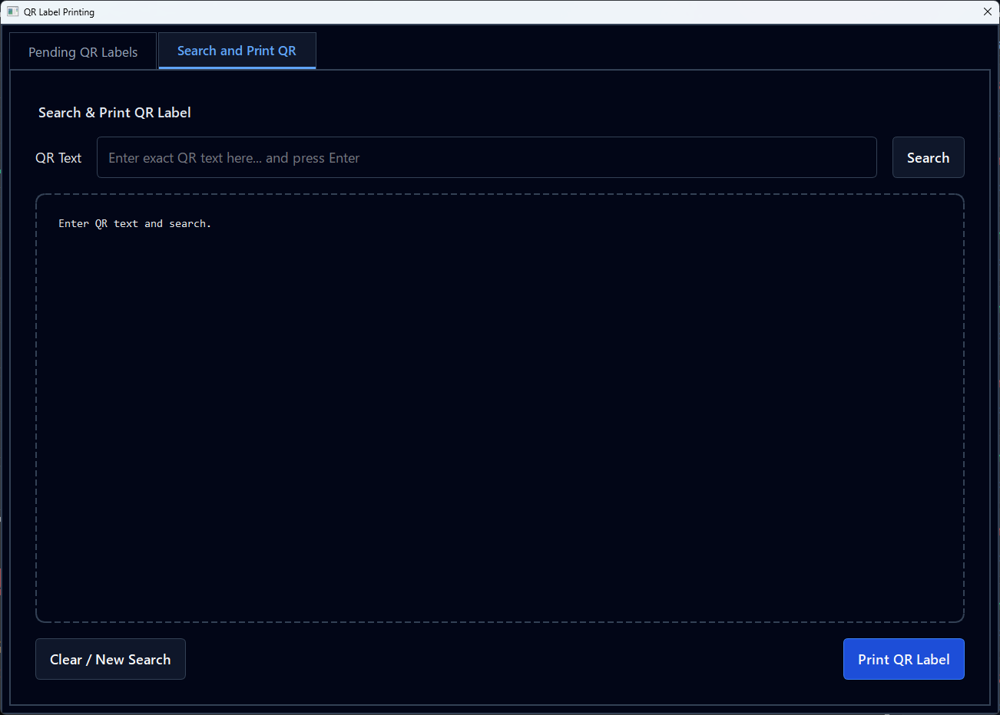 QR Label Printing
Pending QR Labels
Search and Print QR
Search & Print QR Label
QR Text
Enter exact QR text here... and press Enter
Search
Enter QR text and search.
Clear / New Search
Print QR Label